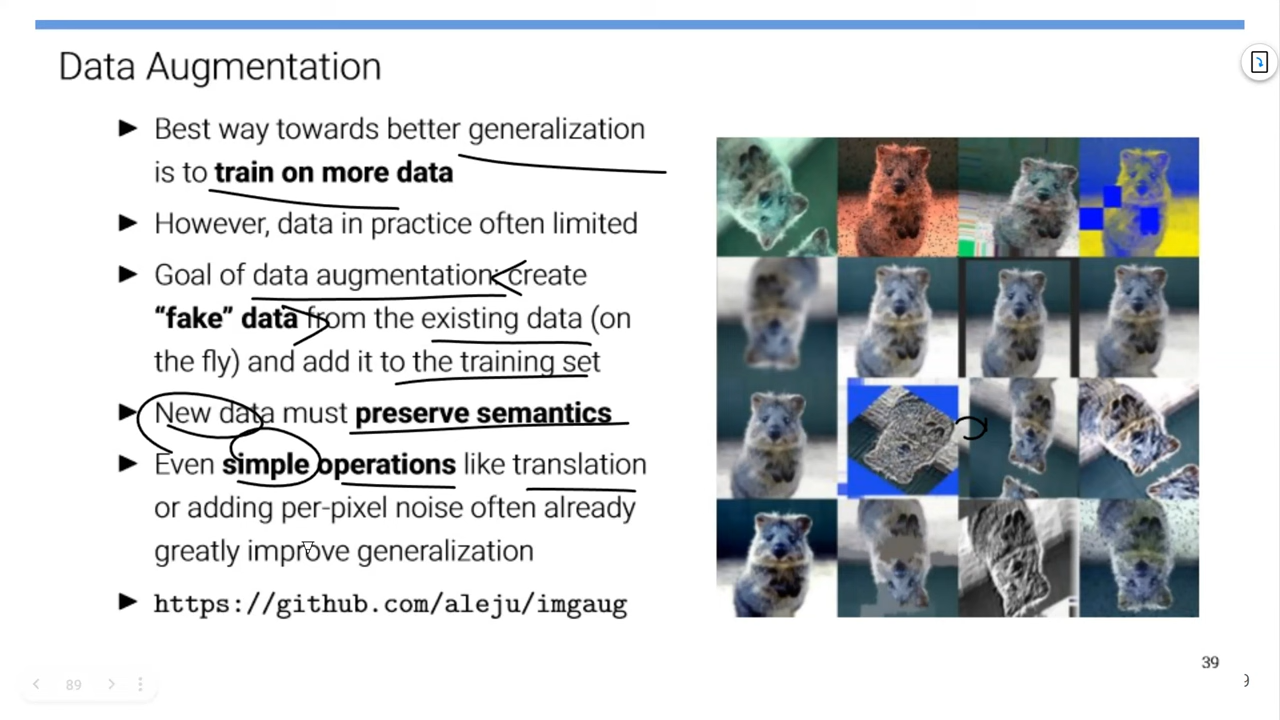 Data Augmentation
► Best way towards better generalization
is to train on more data
► However, data in practice often limited
► Goal of data augmentation: create
“fake” data from the existing data (on
the fly) and add it to the training set
► New data must preserve semantics
► Even simple operations like translation
or adding per-pixel noise often already
greatly improve generalization
► https://github.com/aleju/imgaug
39
9
89